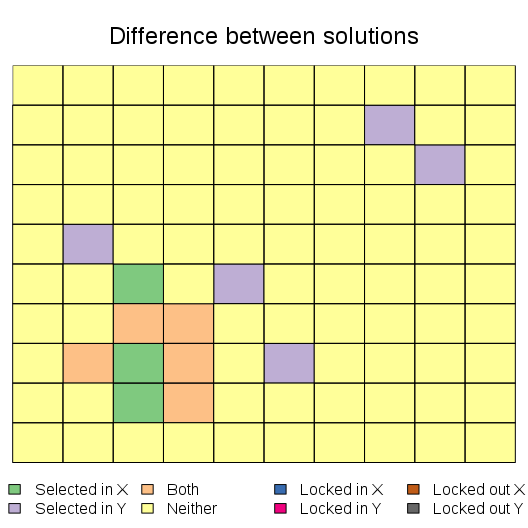 Difference between solutions
Selected in X Both Locked in X Locked out X
Selected in Y Neither Locked in Y Locked out Y